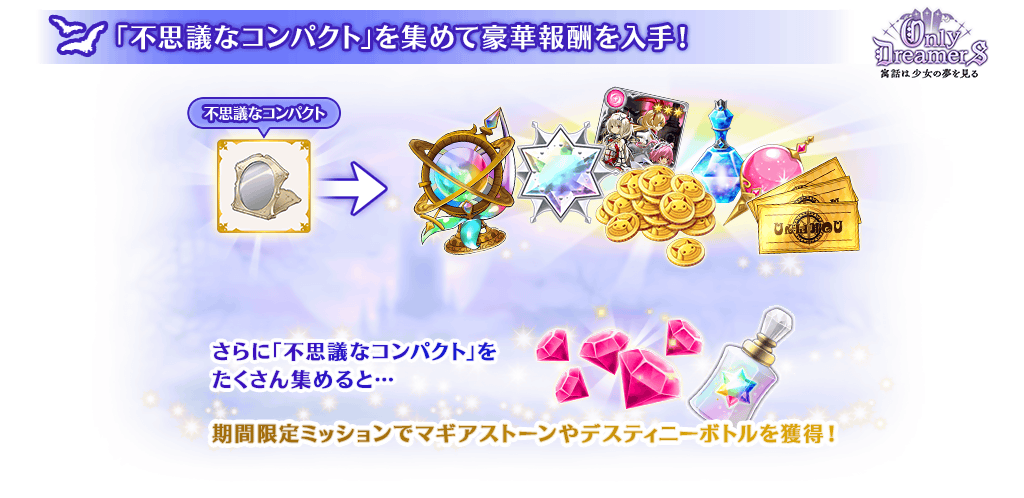 「不思議なコンパクト」を集めて豪華報酬を入手！
Only
DreamerS
寓話は少女の夢を見る
不思議なコンパクト
さらに「不思議なコンパクト」を
たくさん集めると…
期間限定ミッションでマギアストーンやデスティニーボトルを獲得！